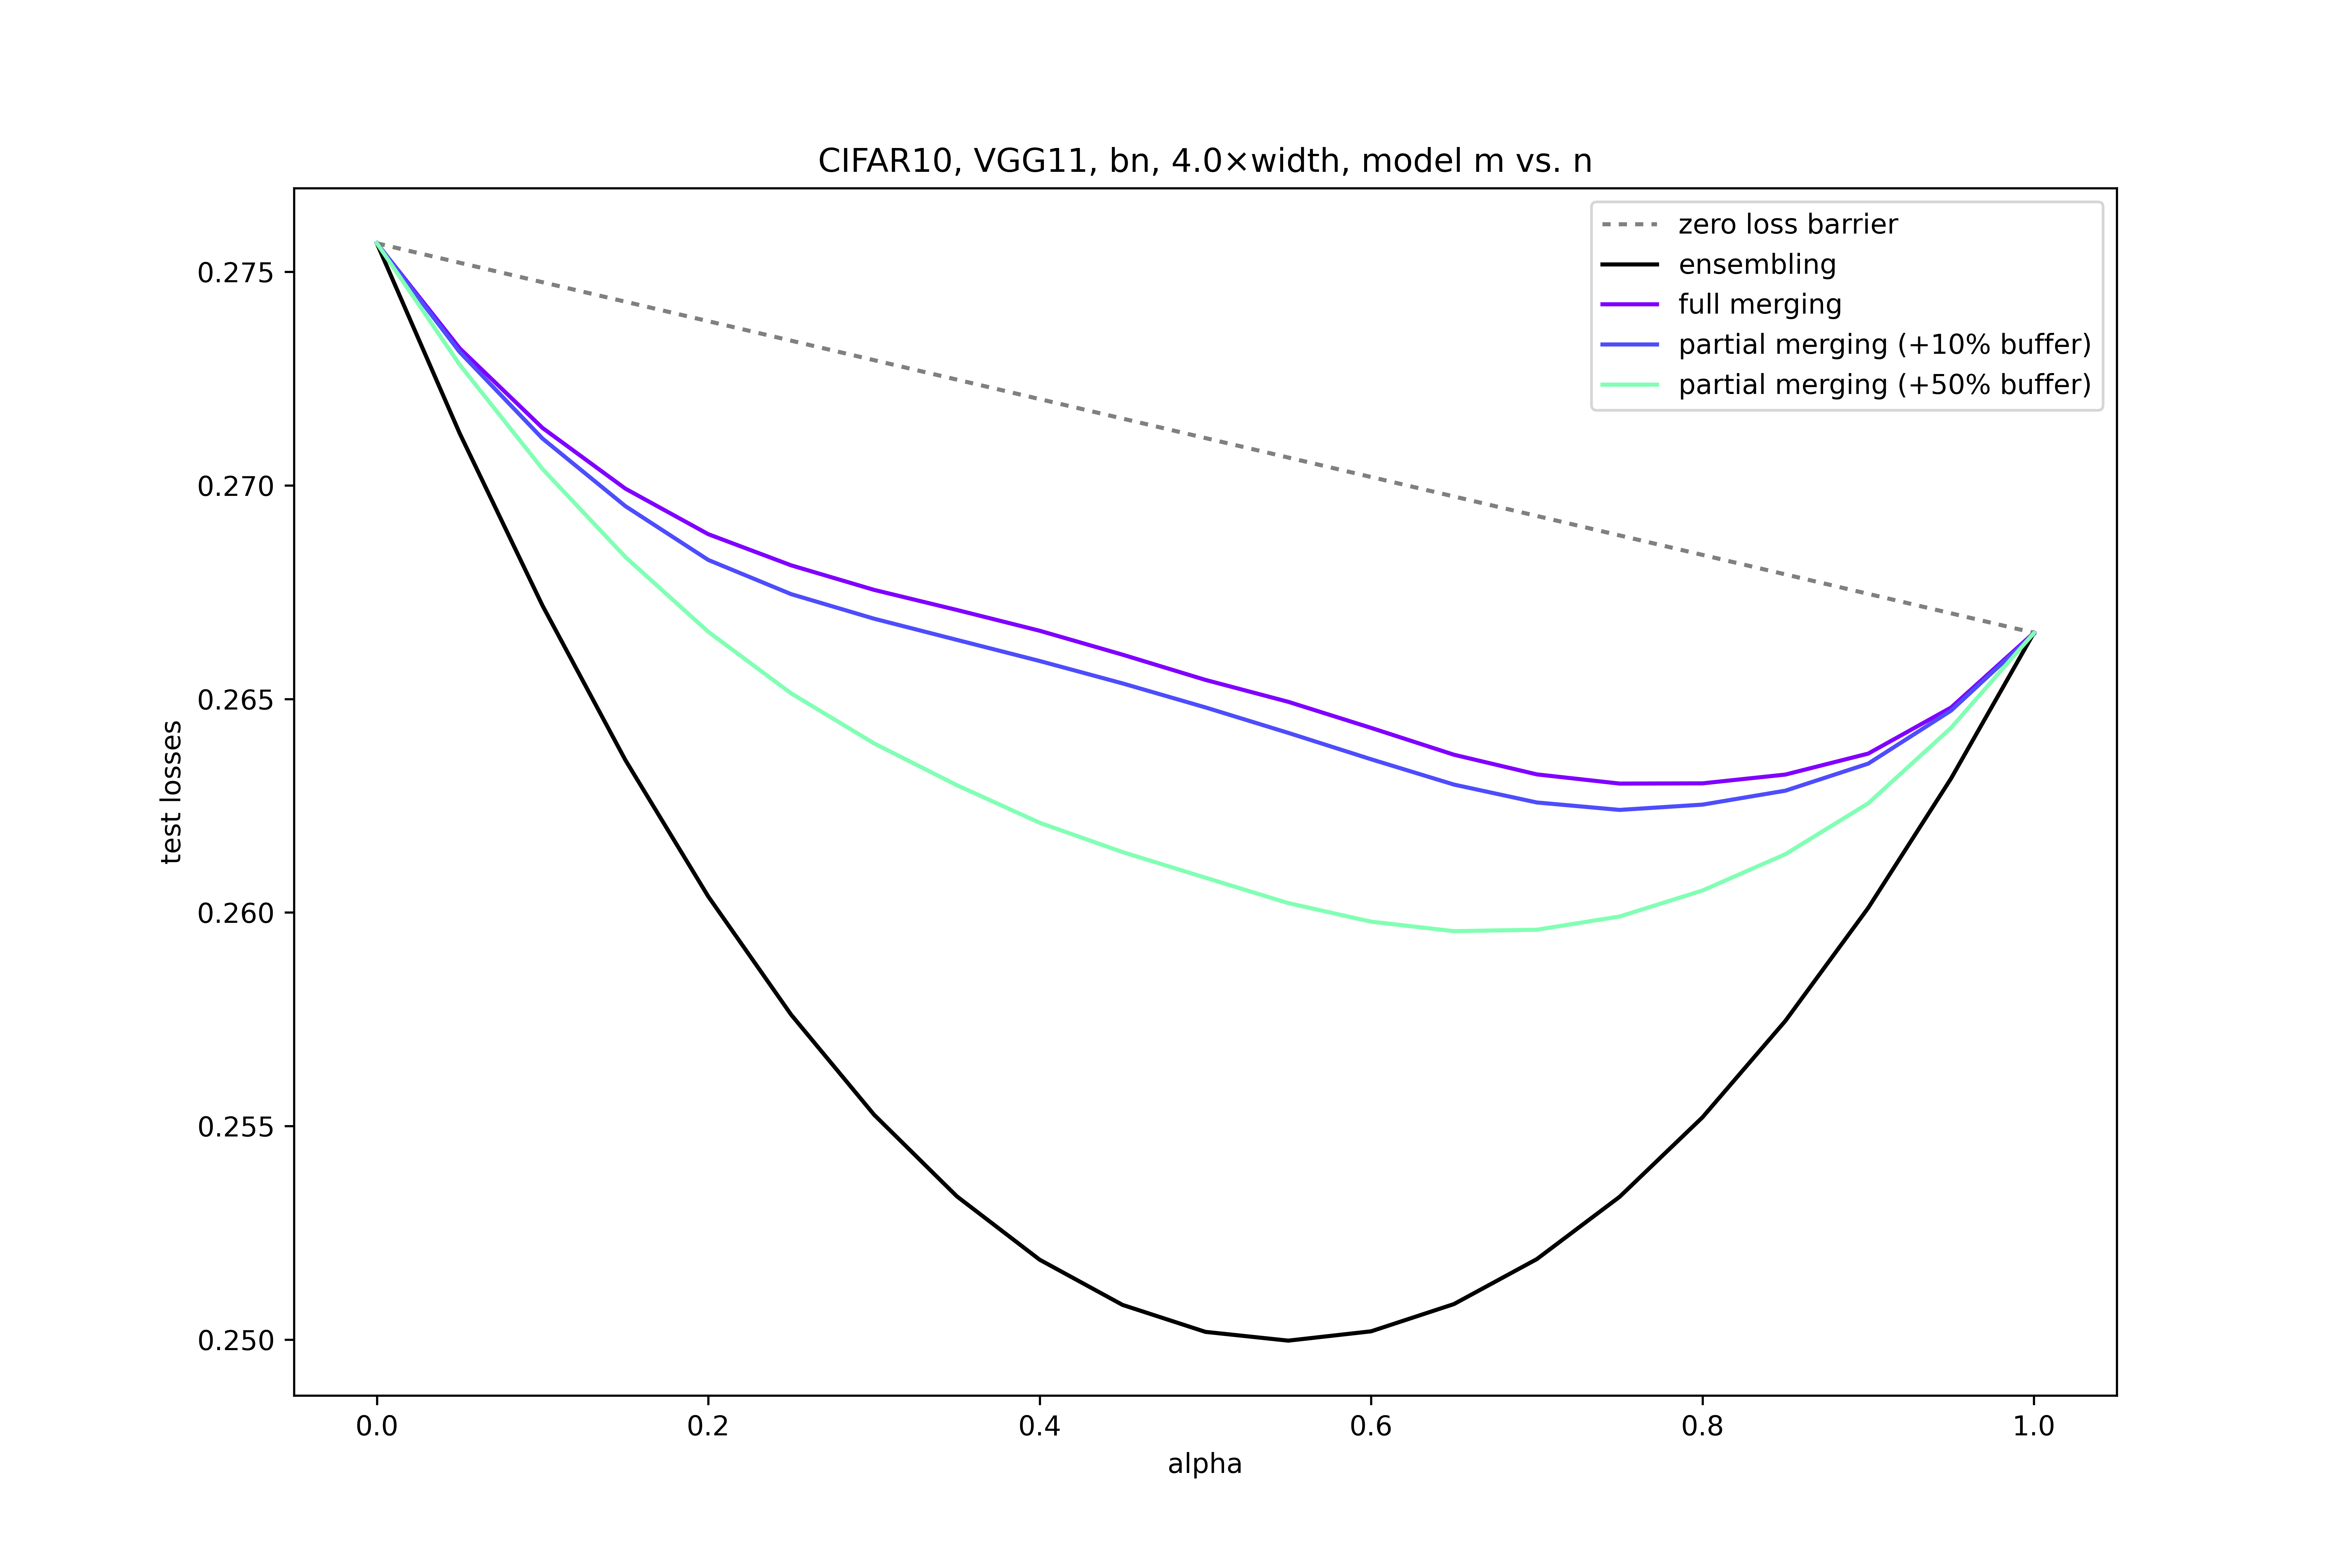 CIFAR10, VGG11, bn, 4.0×width, model m vs. n
zero loss barrier
ensembling
full merging
partial merging (+10% buffer)
partial merging (+50% buffer)
test losses
0.275
0.270
0.265
0.260
0.255
0.250
0.0 0.2 0.4 0.6 0.8 1.0
alpha